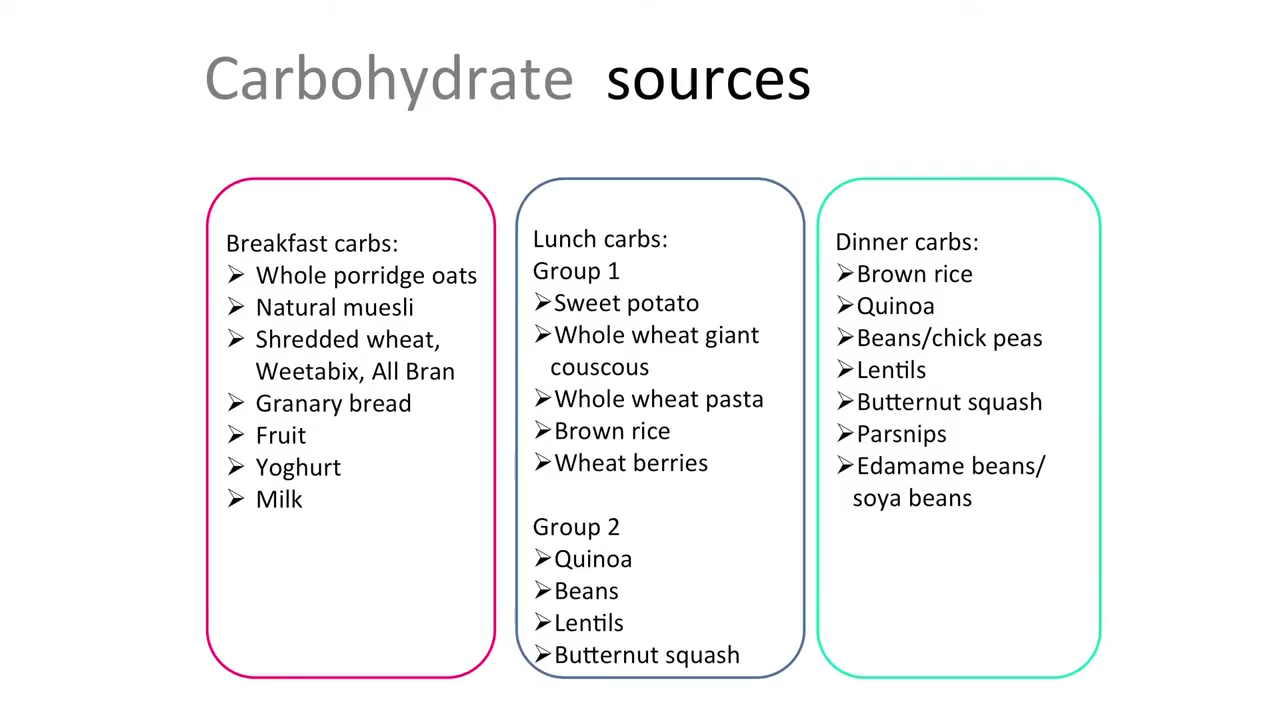 Carbohydrate sources
Breakfast carbs:
➢ Whole porridge oats
➢ Natural muesli
➢ Shredded wheat,
Weetabix, All Bran
➢ Granary bread
➢ Fruit
➢ Yoghurt
➢ Milk
Lunch carbs:
Group 1
➢Sweet potato
➢Whole wheat giant
couscous
➢Whole wheat pasta
➢Brown rice
➢Wheat berries
Group 2
➢Quinoa
➢Beans
➢Lentils
➢Butternut squash
Dinner carbs:
➢Brown rice
➢Quinoa
➢Beans/chick peas
➢Lentils
➢Butternut squash
➢Parsnips
➢Edamame beans/
soya beans